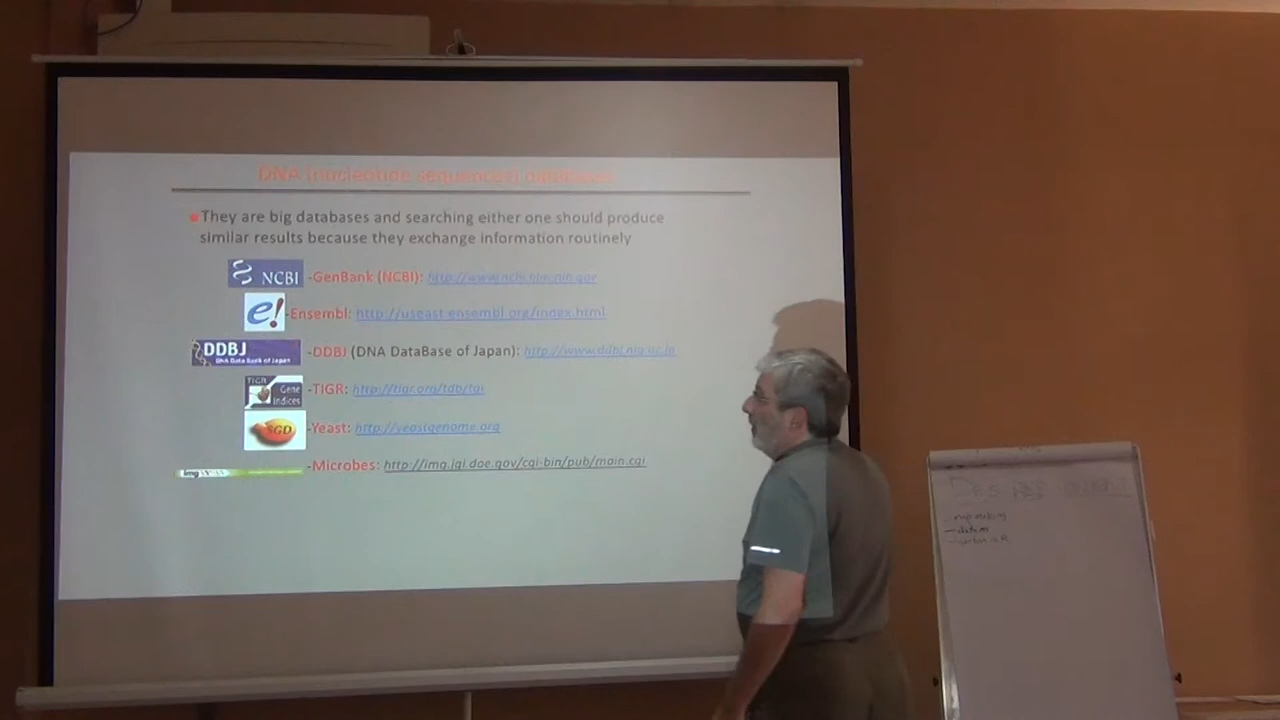 DNA (nucleotide sequences) databases
They are big databases and searching either one should produce
similar results because they exchange information routinely
NCBI -GenBank (NCBI): http://www.ncbi.nlm.nih.gov
e! -Ensembl: http://useast.ensembl.org/index.html
DDBJ
DNA Data Bank of Japan
-DDBJ (DNA DataBase of Japan): http://www.ddbj.nig.ac.jp
TIGR
Gene
Indices
-TIGR: http://tigr.org/tdb/tgi
SGD -Yeast: http://yeastgenome.org
img -Microbes: http://img.jgi.doe.gov/cgi-bin/pub/main.cgi